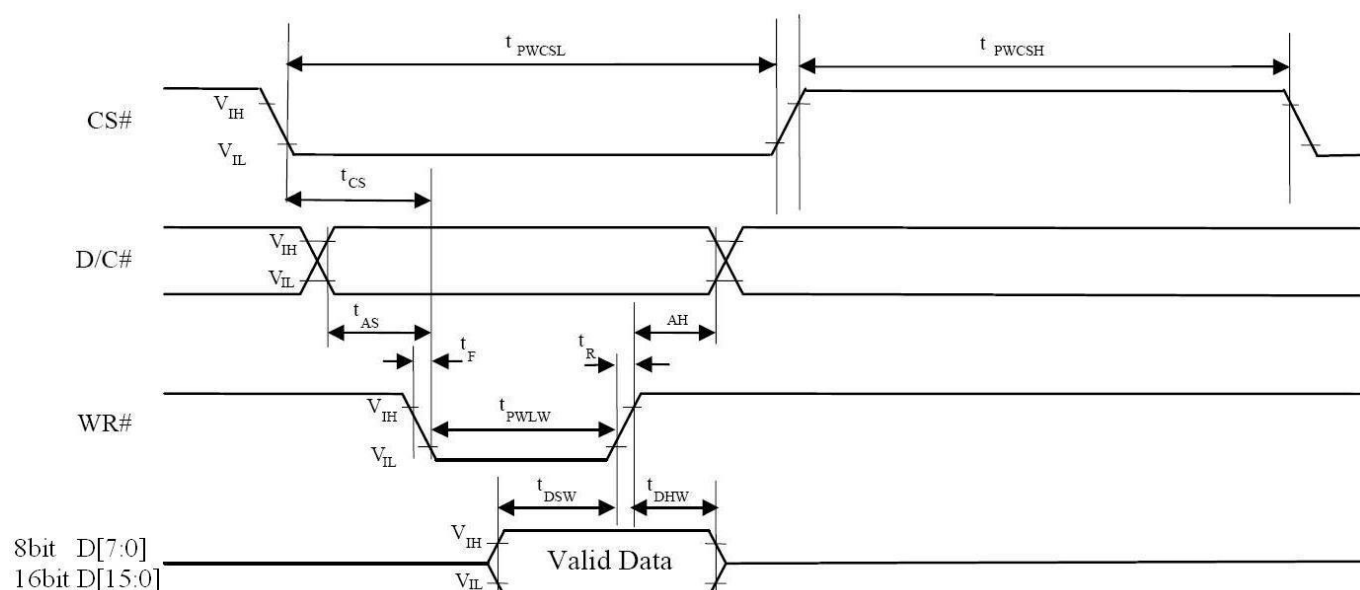 t PWCSL
t PWCSH
CS#
V IH
V IL
t CS
D/C#
V IH
V IL
t AS
AH
t F
t R
WR#
V IH
V IL
t PWLW
t DSW
t DHW
8bit D[7:0]
16bit D[15:0]
V IH
V IL
Valid Data